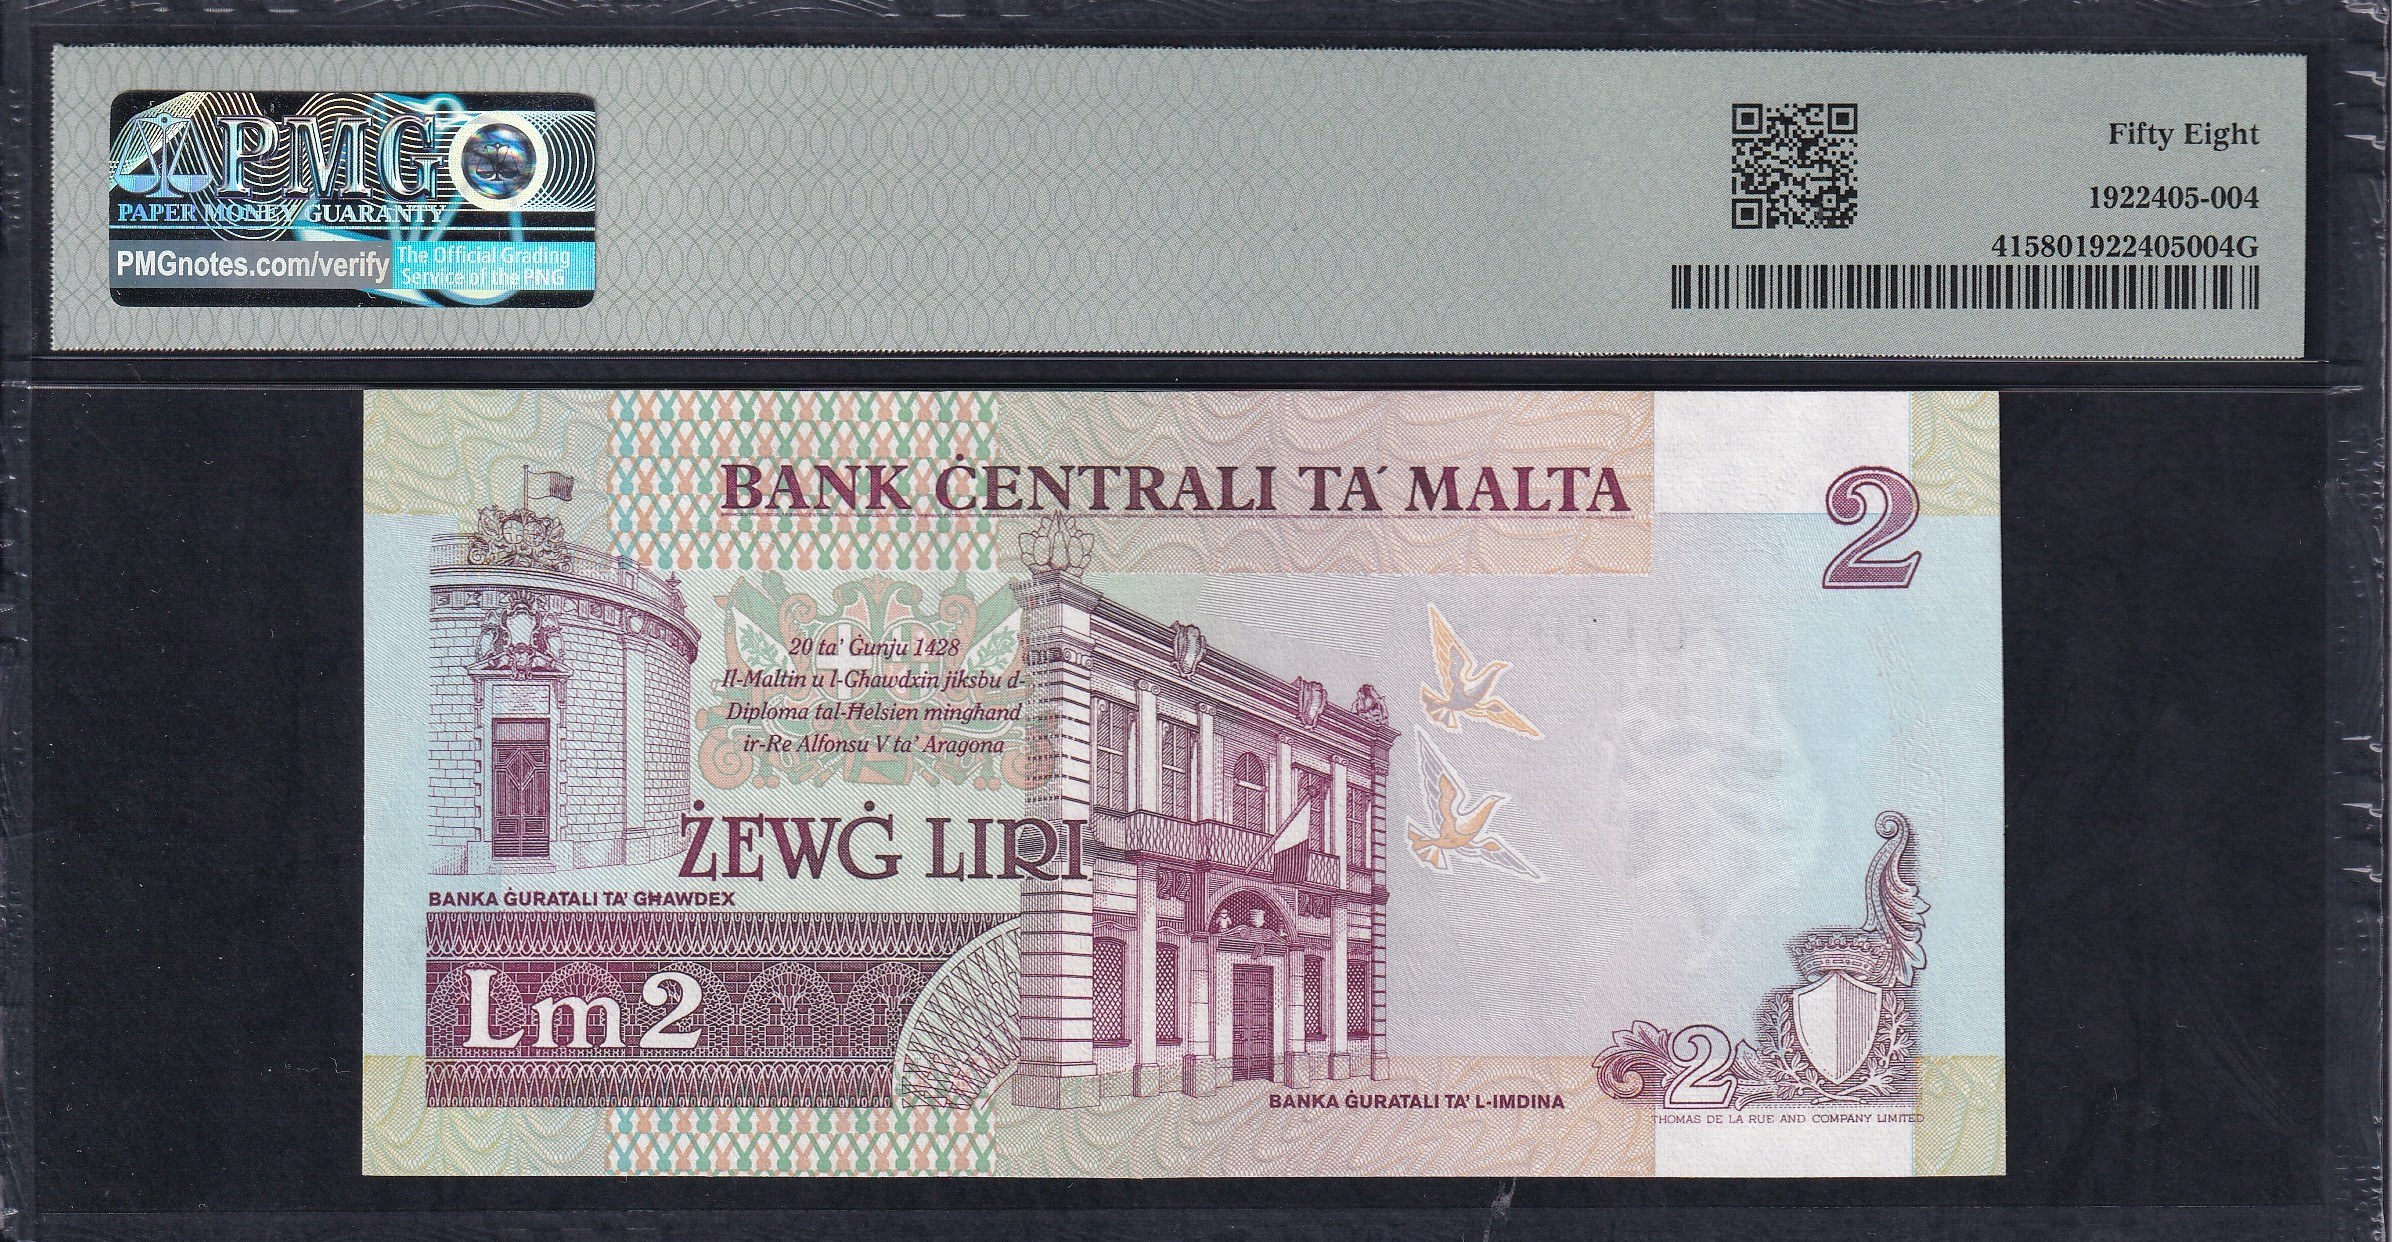 PMG
PAPER MONEY GUARANTY
PMGnotes.com/verify
The Official Grading
Service of the PNG
Fifty Eight
1922405-004
415801922405004G
BANK ĊENTRALI TA' MALTA
2
20 ta' Ġunju 1428
Il-Maltin u l-Għawdxin jiksbu d-
Diploma tal-Ħelsien mingħand
ir-Re Alfonsu V ta' Aragona
ŻEWĠ LIRI
BANKA ĠURATALI TA' GĦAWDEX
Lm2
BANKA ĠURATALI TA' L-IMDINA
2
THOMAS DE LA RUE AND COMPANY LIMITED